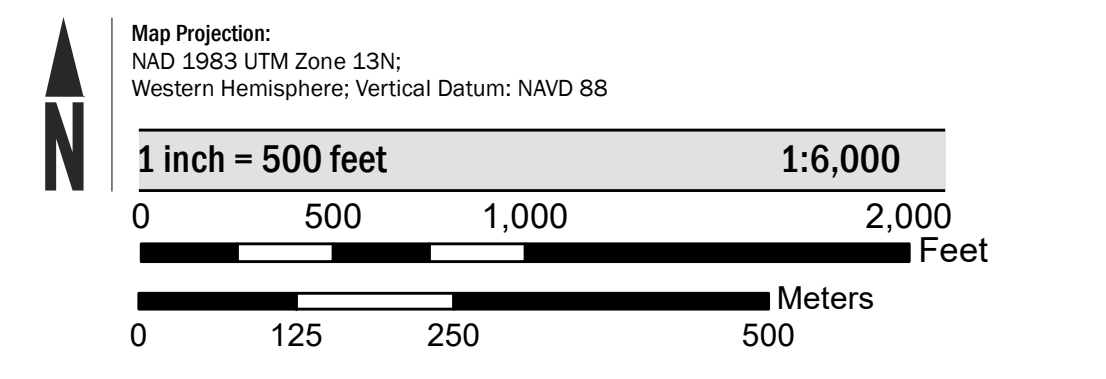 N
Map Projection:
NAD 1983 UTM Zone 13N;
Western Hemisphere; Vertical Datum: NAVD 88
1 inch = 500 feet 1:6,000
0 500 1,000 2,000
Feet
Meters
0 125 250 500